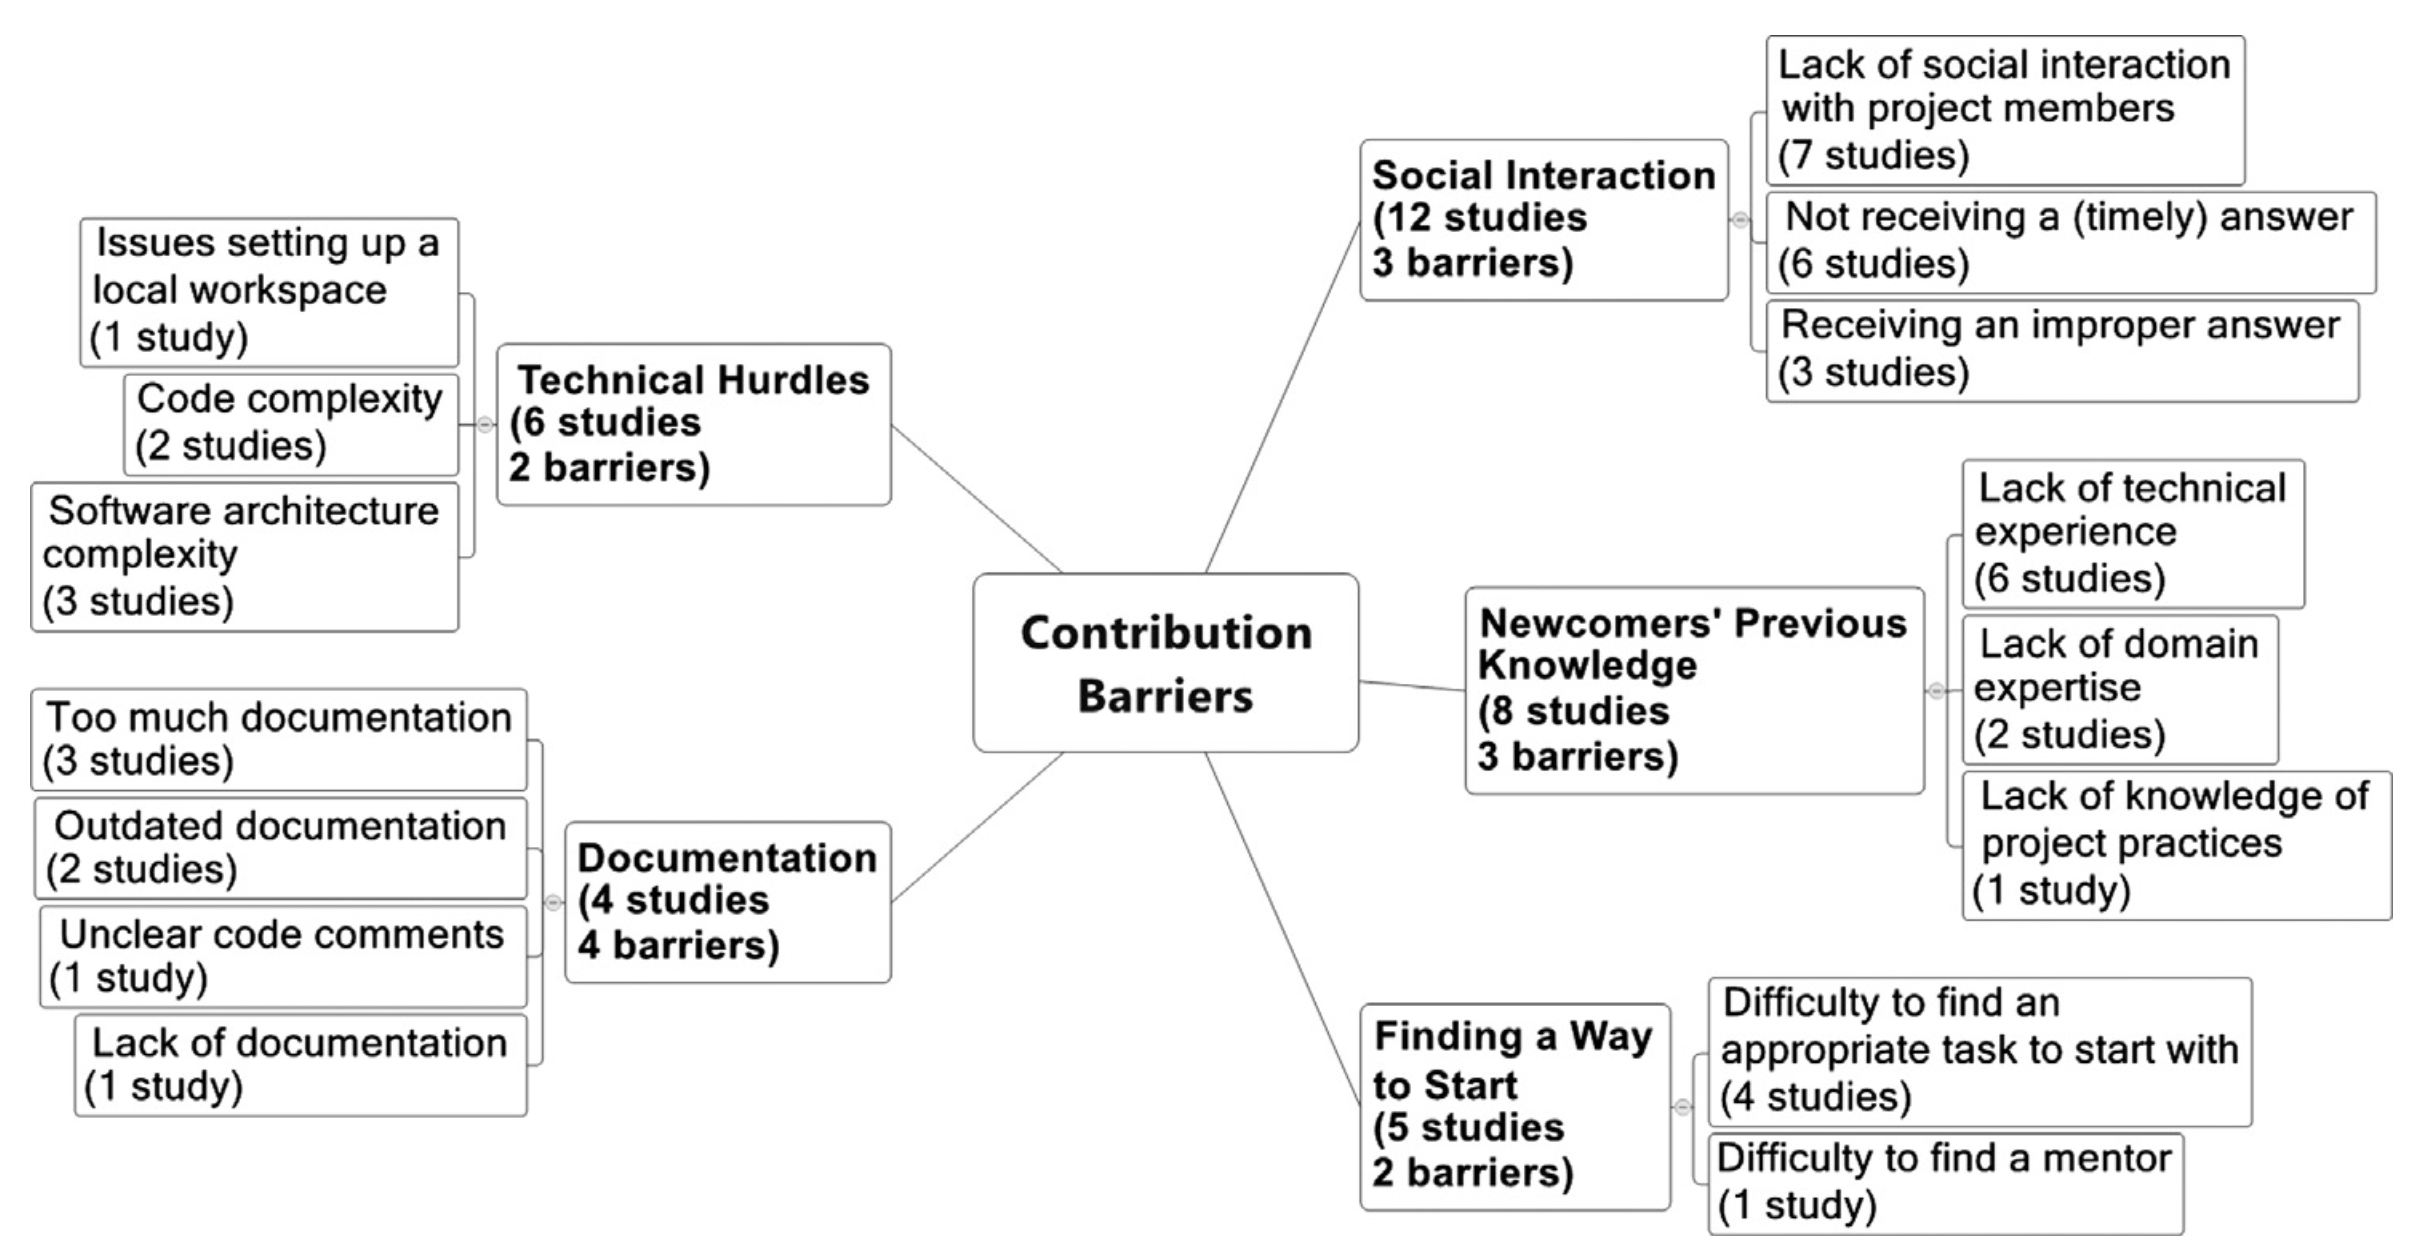 Contribution
Barriers
Social Interaction
(12 studies
3 barriers)
Lack of social interaction
with project members
(7 studies)
Not receiving a (timely) answer
(6 studies)
Receiving an improper answer
(3 studies)
Newcomers' Previous
Knowledge
(8 studies
3 barriers)
Lack of technical
experience
(6 studies)
Lack of domain
expertise
(2 studies)
Lack of knowledge of
project practices
(1 study)
Finding a Way
to Start
(5 studies
2 barriers)
Difficulty to find an
appropriate task to start with
(4 studies)
Difficulty to find a mentor
(1 study)
Technical Hurdles
(6 studies
2 barriers)
Issues setting up a
local workspace
(1 study)
Code complexity
(2 studies)
Software architecture
complexity
(3 studies)
Documentation
(4 studies
4 barriers)
Too much documentation
(3 studies)
Outdated documentation
(2 studies)
Unclear code comments
(1 study)
Lack of documentation
(1 study)